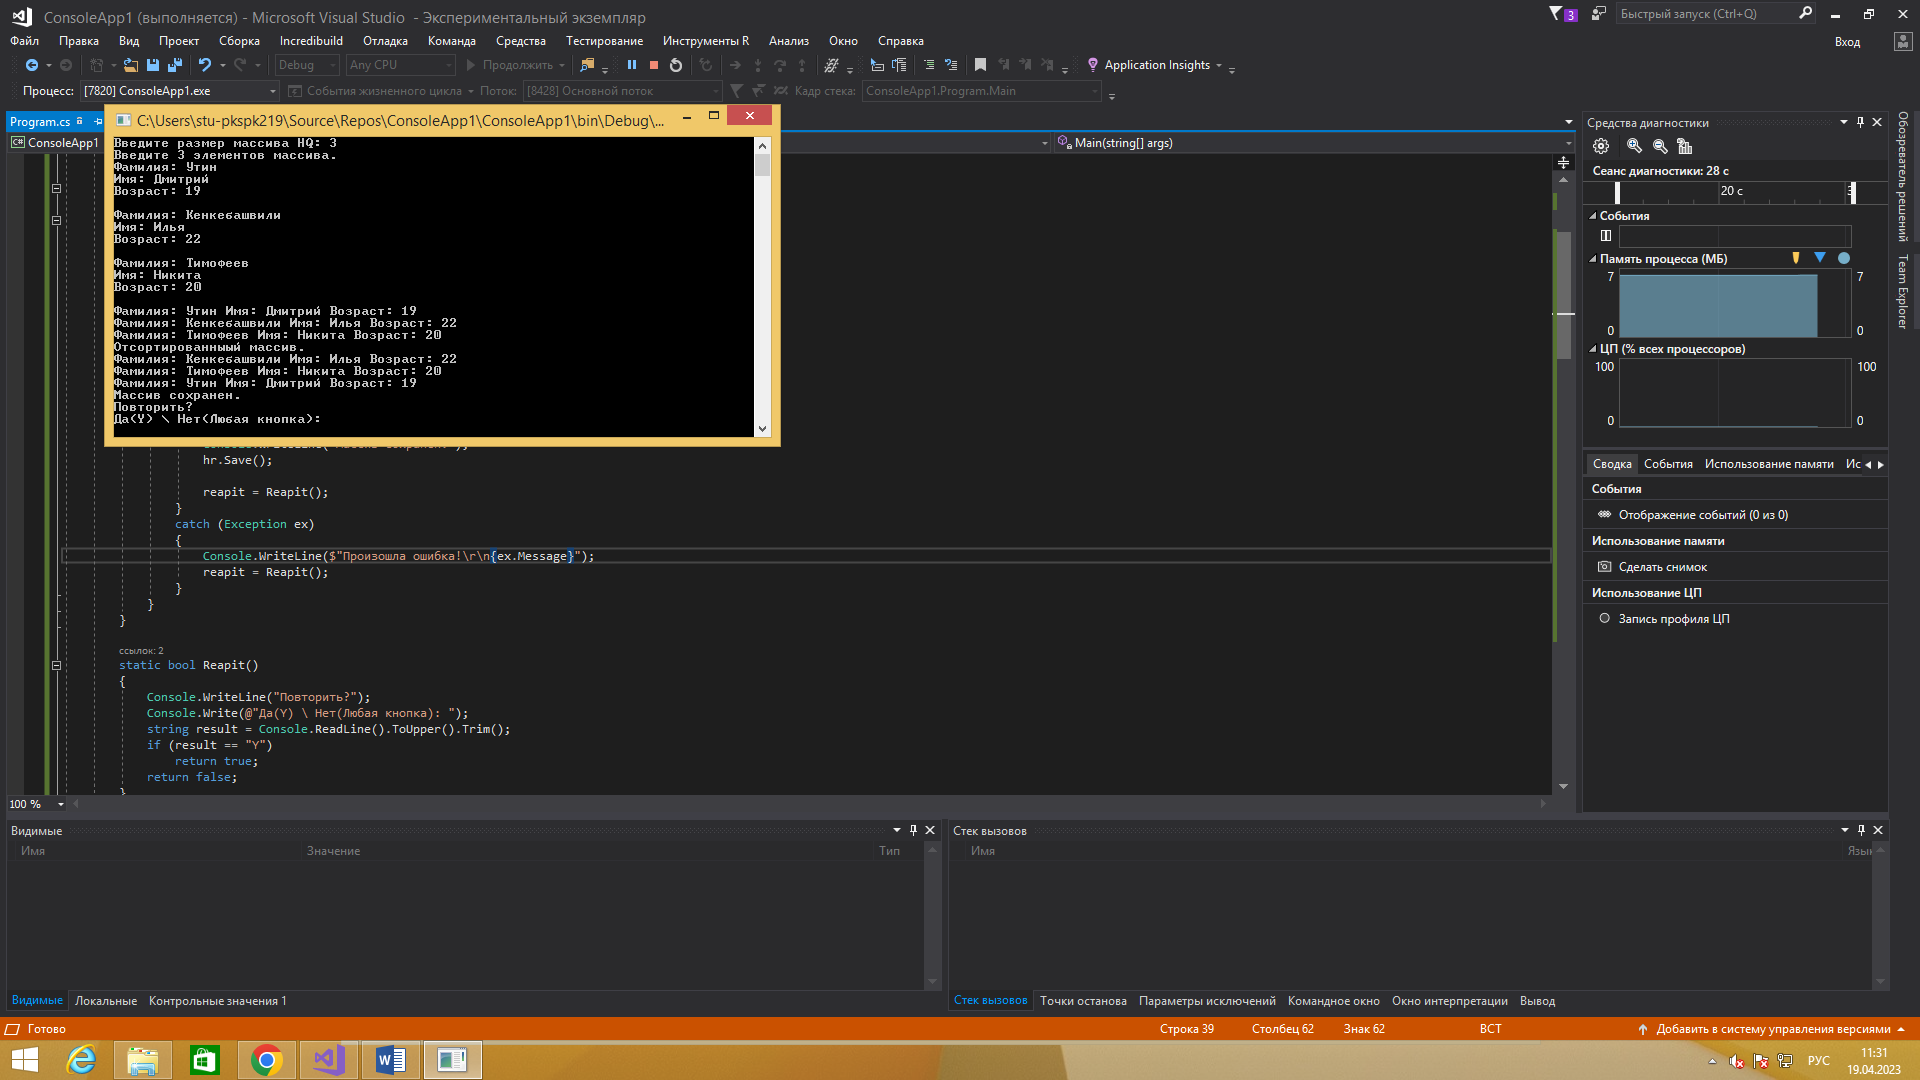 ConsoleApp1 (выполняется) - Microsoft Visual Studio - Экспериментальный экземпляр
3
Быстрый запуск (Ctrl+Q)
Файл Правка Вид Проект Сборка Incredibuild Отладка Команда Средства Тестирование Инструменты R Анализ Окно Справка
Вход
Debug Any CPU Продолжить Application Insights
Процесс: [7820] ConsoleApp1.exe События жизненного цикла Поток: [8428] Основной поток Кадр стека: ConsoleApp1.Program.Main
Program.cs
C:\Users\stu-pkspk219\Source\Repos\ConsoleApp1\ConsoleApp1\bin\Debug\...
C# ConsoleApp1
Main(string[] args)
Введите размер массива HQ: 3
Введите 3 элементов массива.
Фамилия: Утин
Имя: Дмитрий
Возраст: 19
Фамилия: Кенкебашвили
Имя: Илья
Возраст: 22
Фамилия: Тимофеев
Имя: Никита
Возраст: 20
Фамилия: Утин Имя: Дмитрий Возраст: 19
Фамилия: Кенкебашвили Имя: Илья Возраст: 22
Фамилия: Тимофеев Имя: Никита Возраст: 20
Отсортированный массив.
Фамилия: Кенкебашвили Имя: Илья Возраст: 22
Фамилия: Тимофеев Имя: Никита Возраст: 20
Фамилия: Утин Имя: Дмитрий Возраст: 19
Массив сохранен.
Повторить?
Да(Y) \ Нет(Любая кнопка):
hr.Save();
reapit = Reapit();
}
catch (Exception ex)
{
Console.WriteLine($"Произошла ошибка!\r\n{ex.Message}");
reapit = Reapit();
}
}
}
ссылок: 2
static bool Reapit()
{
Console.WriteLine("Повторить?");
Console.Write(@"Да(Y) \ Нет(Любая кнопка): ");
string result = Console.ReadLine().ToUpper().Trim();
if (result == "Y")
return true;
return false;
}
100 %
Средства диагностики
Сеанс диагностики: 28 с
20 с
События
Память процесса (МБ)
7 7
0 0
ЦП (% всех процессоров)
100 100
0 0
Сводка События Использование памяти Ис
События
Отображение событий (0 из 0)
Использование памяти
Сделать снимок
Использование ЦП
Запись профиля ЦП
Обозреватель решений
Team Explorer
Видимые
Имя Значение Тип
Видимые Локальные Контрольные значения 1
Стек вызовов
Имя Язык
Стек вызовов Точки останова Параметры исключений Командное окно Окно интерпретации Вывод
Готово Строка 39 Столбец 62 Знак 62 ВСТ Добавить в систему управления версиями
РУС
11:31
19.04.2023